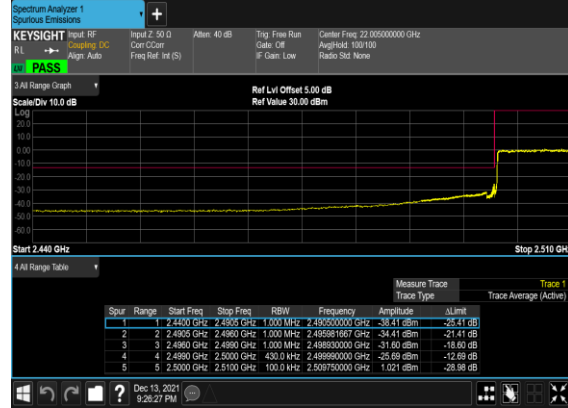 Spectrum Analyzer 1
Spurious Emissions
KEYSIGHT Input: RF Input Z: 50 Ω Atten: 40 dB Trig: Free Run Center Freq: 22.005000000 GHz
RL Coupling: DC Corr CCorr Gate: Off Avg|Hold: 100/100
Align: Auto Freq Ref: Int (S) IF Gain: Low Radio Std: None
PASS
3 All Range Graph
Ref Lvl Offset 5.00 dB
Scale/Div 10.0 dB Ref Value 30.00 dBm
Log
20.0
10.0
0.00
-10.0
-20.0
-30.0
-40.0
-50.0
-60.0
Start 2.440 GHz Stop 2.510 GH
4 All Range Table
Measure Trace Trace 1
Trace Type Trace Average (Active)
Spur Range Start Freq Stop Freq RBW Frequency Amplitude ΔLimit
1 1 2.4400 GHz 2.4905 GHz 1.000 MHz 2.490500000 GHz -38.41 dBm -25.41 dB
2 2 2.4905 GHz 2.4960 GHz 1.000 MHz 2.495981667 GHz -34.41 dBm -21.41 dB
3 3 2.4960 GHz 2.4990 GHz 1.000 MHz 2.498930000 GHz -31.60 dBm -18.60 dB
4 4 2.4990 GHz 2.5000 GHz 430.0 kHz 2.499990000 GHz -25.69 dBm -12.69 dB
5 5 2.5000 GHz 2.5100 GHz 100.0 kHz 2.509750000 GHz 1.021 dBm -28.98 dB
? Dec 13, 2021
9:26:27 PM